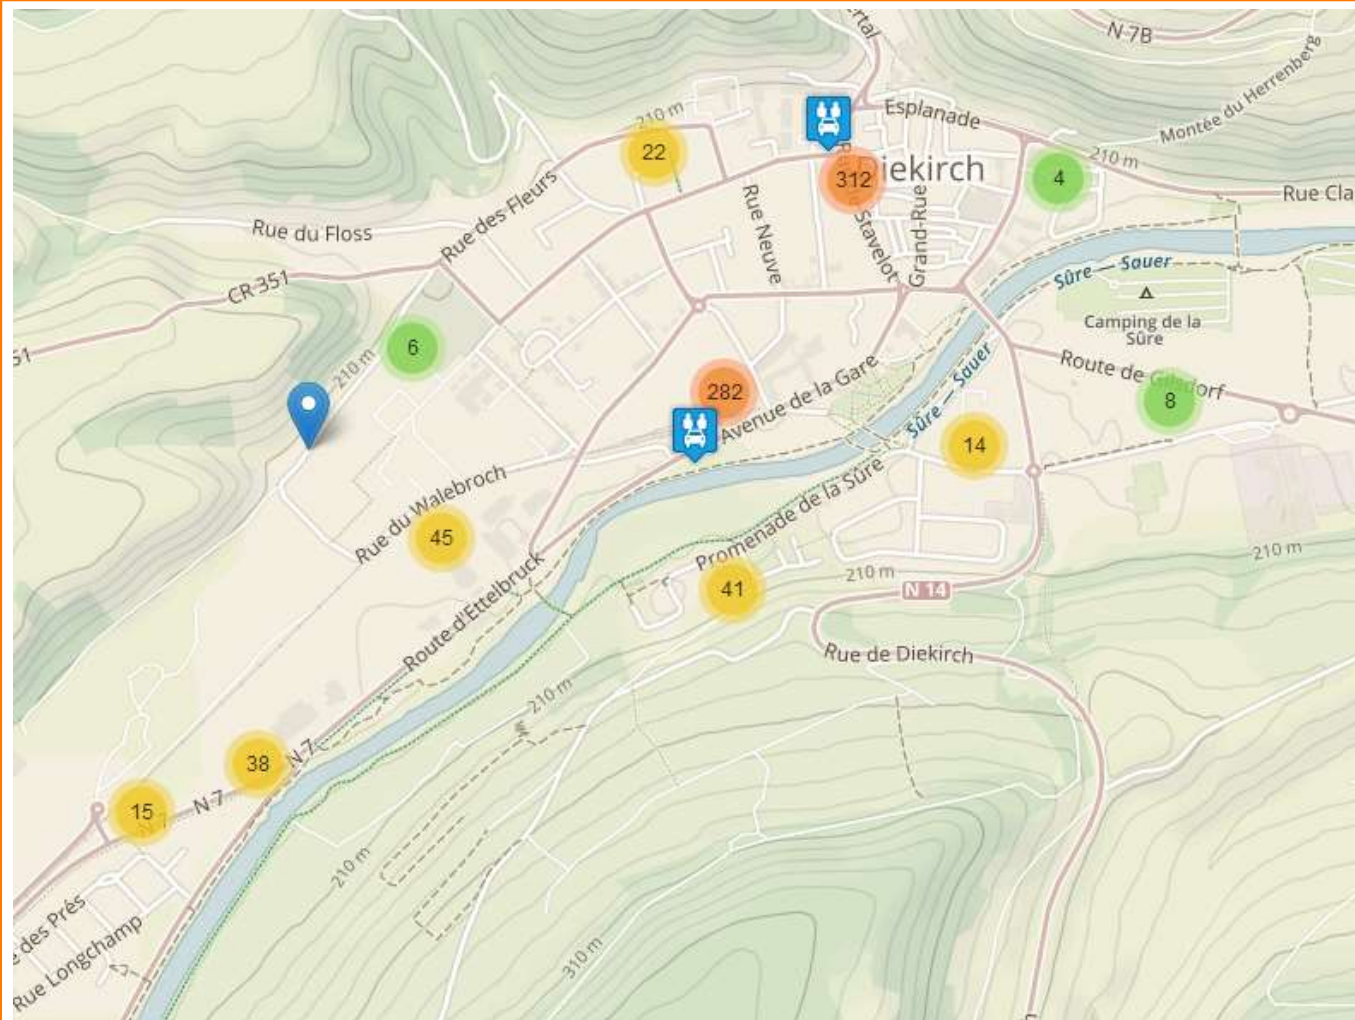 N 7B
Montée du Herrenberg
Esplanade
210 m
22
Diekirch
312
4
210 m
Rue Cla
Rue du Floss
Rue des Fleurs
Rue Neuve
Stavelot
Grand-Rue
CR 351
Sûre — Sauer
Camping de la
Sûre
51
6
210 m
282
Avenue de la Gare
Sûre — Sauer
Route de Gilsdorf
8
14
Rue du Walebroch
45
Promenade de la Sûre
41
210 m
N 14
210 m
Route d'Ettelbruck
Rue de Diekirch
210 m
38
N 7
15
N 7
N 7
210 m
des Prés
Rue Longchamp
310 m